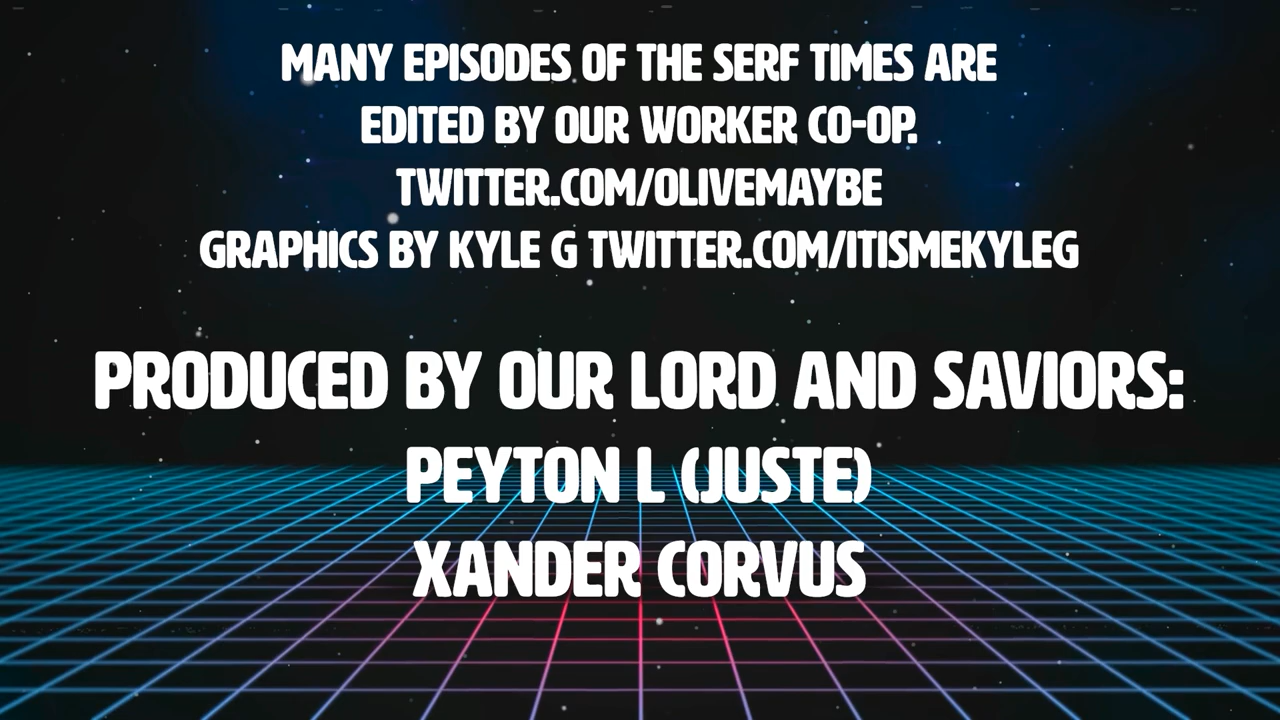 MANY EPISODES OF THE SERF TIMES ARE
EDITED BY OUR WORKER CO-OP.
TWITTER.COM/OLIVEMAYBE
GRAPHICS BY KYLE G TWITTER.COM/ITISMEKYLEG
PRODUCED BY OUR LORD AND SAVIORS:
PEYTON L (JUSTE)
XANDER CORVUS